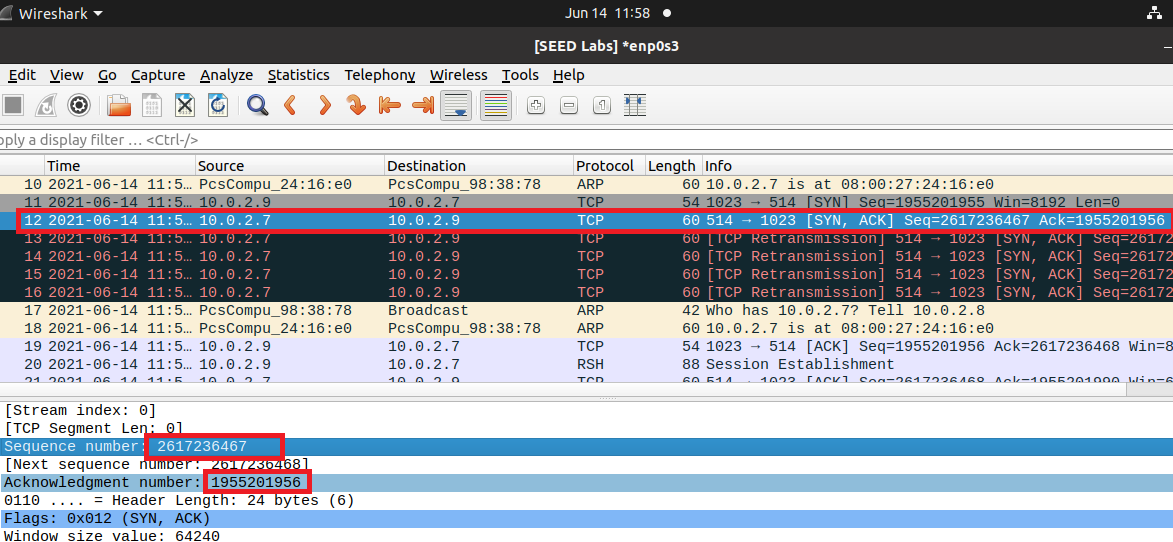 Wireshark Jun 14 11:58
[SEED Labs] *enp0s3
Edit View Go Capture Analyze Statistics Telephony Wireless Tools Help
pply a display filter … <Ctrl-/>
Time Source Destination Protocol Length Info
10 2021-06-14 11:5… PcsCompu_24:16:e0 PcsCompu_98:38:78 ARP 60 10.0.2.7 is at 08:00:27:24:16:e0
11 2021-06-14 11:5… 10.0.2.9 10.0.2.7 TCP 54 1023 → 514 [SYN] Seq=1955201955 Win=8192 Len=0
12 2021-06-14 11:5… 10.0.2.7 10.0.2.9 TCP 60 514 → 1023 [SYN, ACK] Seq=2617236467 Ack=1955201956
13 2021-06-14 11:5… 10.0.2.7 10.0.2.9 TCP 60 [TCP Retransmission] 514 → 1023 [SYN, ACK] Seq=26172
14 2021-06-14 11:5… 10.0.2.7 10.0.2.9 TCP 60 [TCP Retransmission] 514 → 1023 [SYN, ACK] Seq=26172
15 2021-06-14 11:5… 10.0.2.7 10.0.2.9 TCP 60 [TCP Retransmission] 514 → 1023 [SYN, ACK] Seq=26172
16 2021-06-14 11:5… 10.0.2.7 10.0.2.9 TCP 60 [TCP Retransmission] 514 → 1023 [SYN, ACK] Seq=26172
17 2021-06-14 11:5… PcsCompu_98:38:78 Broadcast ARP 42 Who has 10.0.2.7? Tell 10.0.2.8
18 2021-06-14 11:5… PcsCompu_24:16:e0 PcsCompu_98:38:78 ARP 60 10.0.2.7 is at 08:00:27:24:16:e0
19 2021-06-14 11:5… 10.0.2.9 10.0.2.7 TCP 54 1023 → 514 [ACK] Seq=1955201956 Ack=2617236468 Win=8
20 2021-06-14 11:5… 10.0.2.9 10.0.2.7 RSH 88 Session Establishment
21 2021-06-14 11:5… 10.0.2.7 10.0.2.9 TCP 60 514 → 1023 [ACK] Seq=2617236468 Ack=1955201990 Win=6
[Stream index: 0]
[TCP Segment Len: 0]
Sequence number: 2617236467
[Next sequence number: 2617236468]
Acknowledgment number: 1955201956
0110 .... = Header Length: 24 bytes (6)
Flags: 0x012 (SYN, ACK)
Window size value: 64240